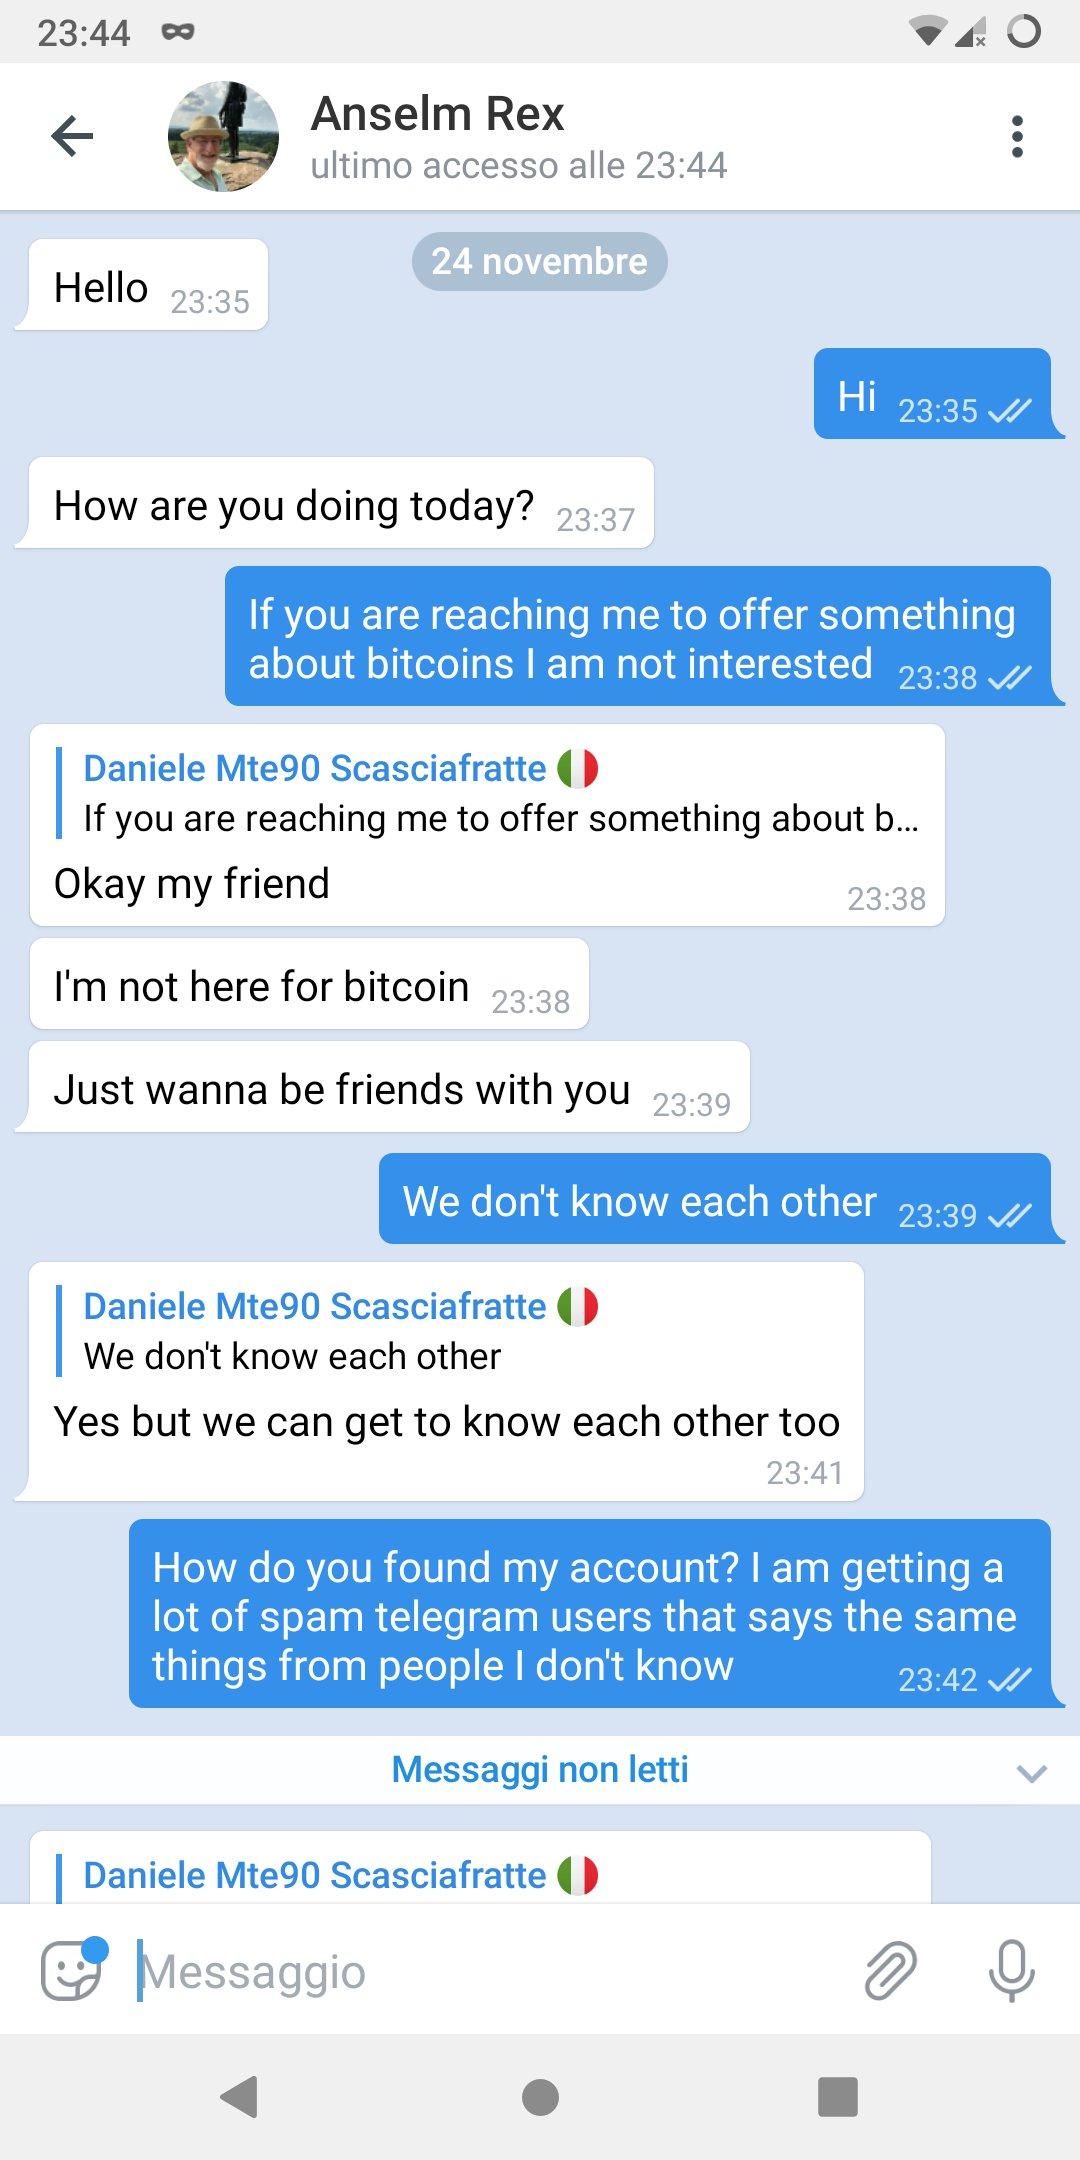 23:44
Anselm Rex
ultimo accesso alle 23:44
24 novembre
Hello 23:35
Hi 23:35
How are you doing today? 23:37
If you are reaching me to offer something
about bitcoins I am not interested 23:38
Daniele Mte90 Scasciafratte
If you are reaching me to offer something about b...
Okay my friend
23:38
I'm not here for bitcoin 23:38
Just wanna be friends with you 23:39
We don't know each other 23:39
Daniele Mte90 Scasciafratte
We don't know each other
Yes but we can get to know each other too
23:41
How do you found my account? I am getting a
lot of spam telegram users that says the same
things from people I don't know 23:42
Messaggi non letti
Daniele Mte90 Scasciafratte
Messaggio